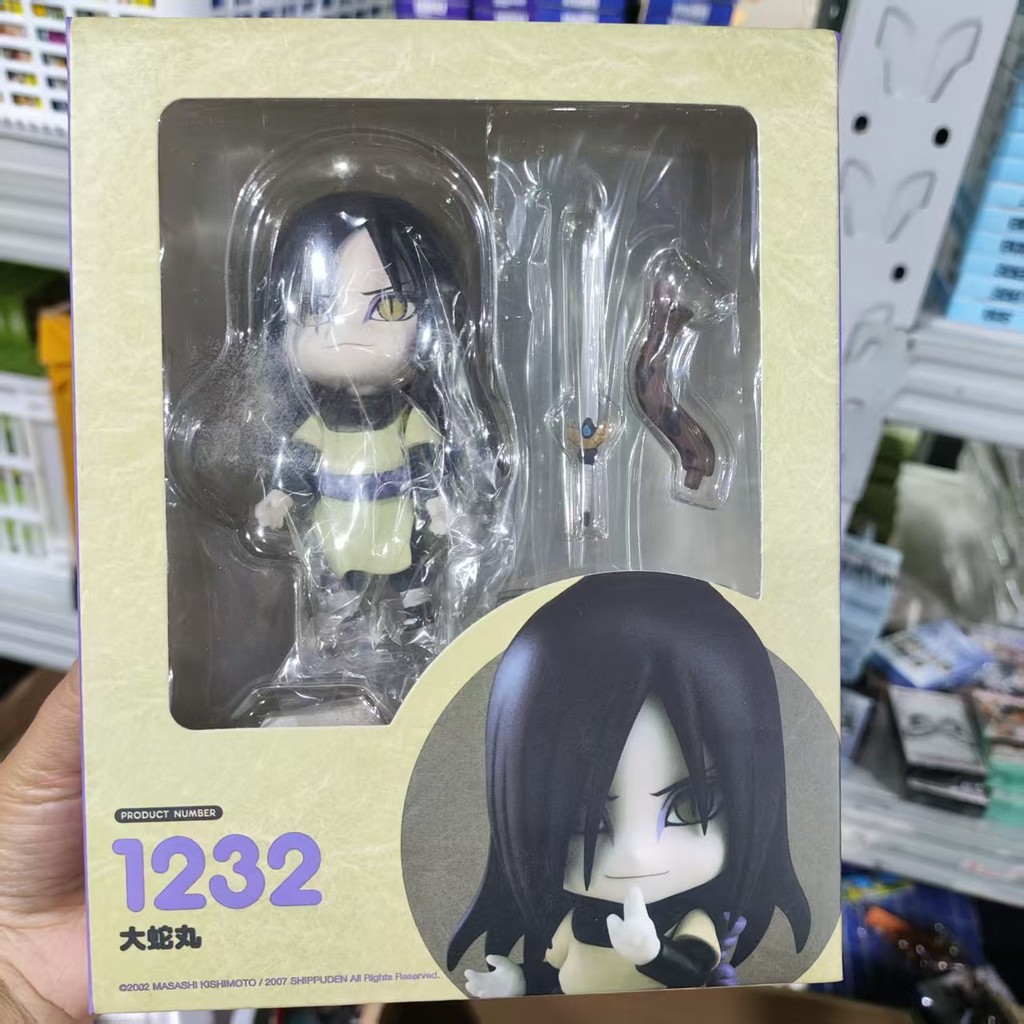 PRODUCT NUMBER
1232
大蛇丸
©2002 MASASHI KISHIMOTO / 2007 SHIPPUDEN All Rights Reserved.